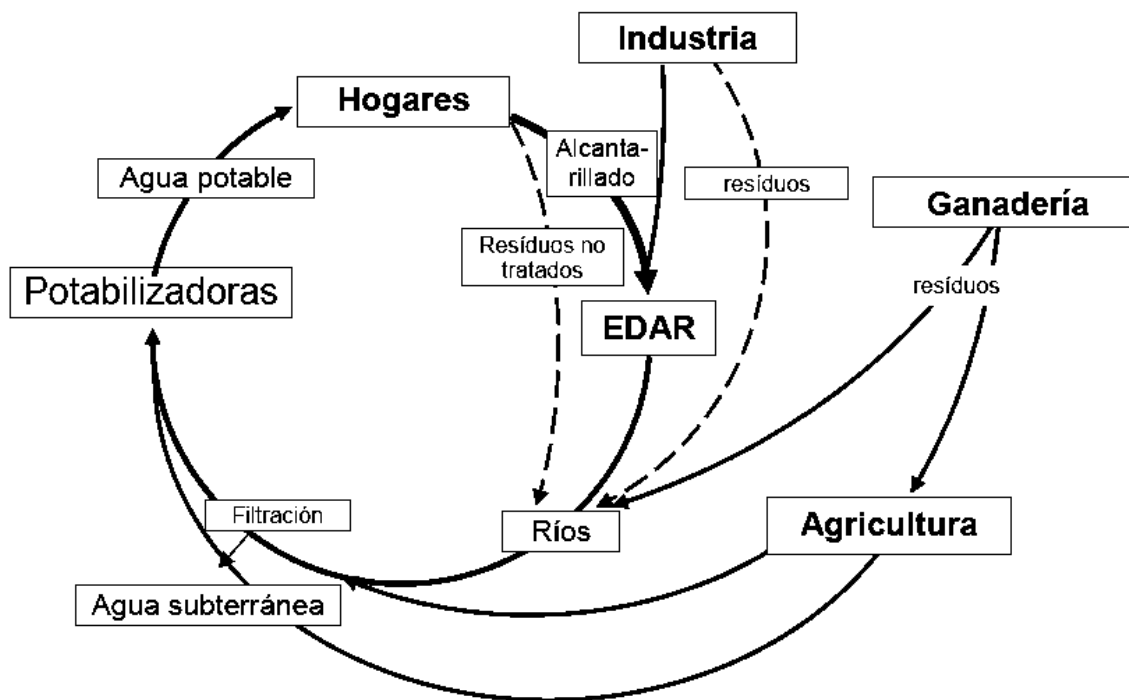 Industria
Hogares
Alcanta-
rillado
Agua potable
resíduos
Ganadería
Resíduos no
tratados
Potabilizadoras
resíduos
EDAR
Filtración
Ríos
Agricultura
Agua subterránea